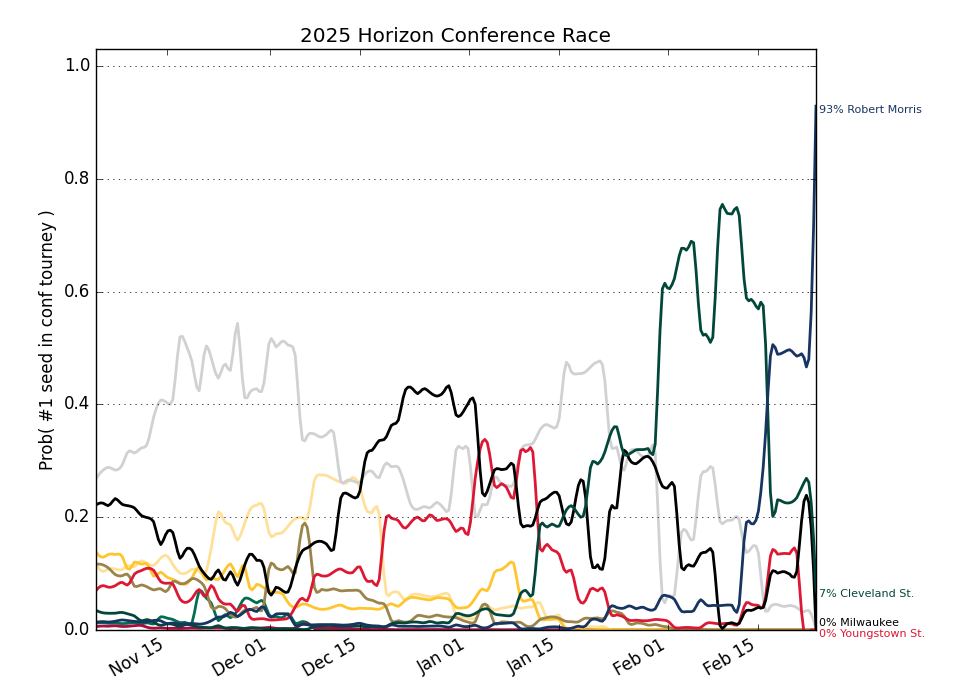 2025 Horizon Conference Race
Prob( #1 seed in conf tourney )
1.0
0.8
0.6
0.4
0.2
0.0
Nov 15
Dec 01
Dec 15
Jan 01
Jan 15
Feb 01
Feb 15
93% Robert Morris
7% Cleveland St.
0% Milwaukee
0% Youngstown St.